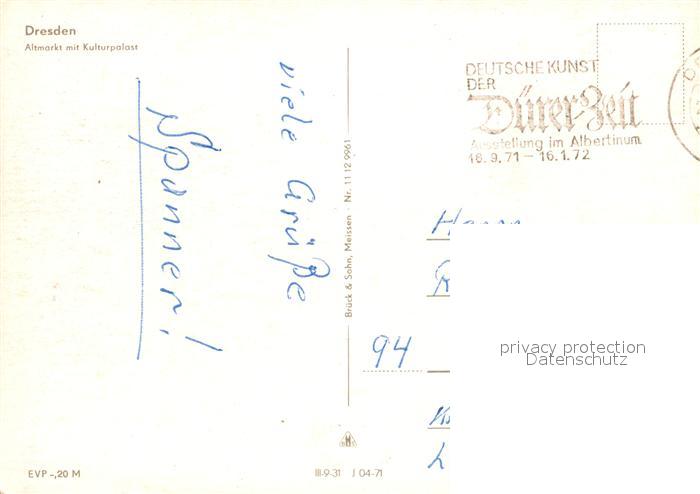 Dresden
Altmarkt mit Kulturpalast
viele Grüße
Spanner!
Brück & Sohn, Meissen · Nr. 11 12 9961
DEUTSCHE KUNST
DER
Dürer-Zeit
Ausstellung im Albertinum
18.9.71 – 16.1.72
94
privacy protection
Datenschutz
EVP -,20 M
III-9-31 J 04-71